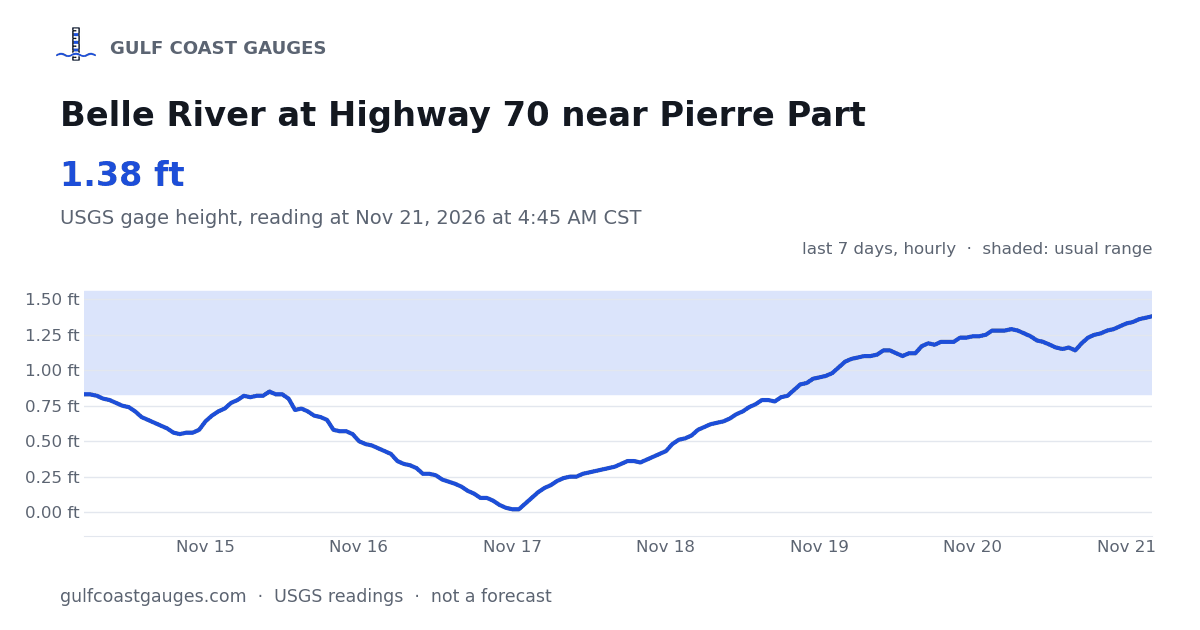 GULF COAST GAUGES
Belle River at Highway 70 near Pierre Part
1.38 ft
USGS gage height, reading at Nov 21, 2026 at 4:45 AM CST
last 7 days, hourly · shaded: usual range
1.50 ft
1.25 ft
1.00 ft
0.75 ft
0.50 ft
0.25 ft
0.00 ft
Nov 15 Nov 16 Nov 17 Nov 18 Nov 19 Nov 20 Nov 21
gulfcoastgauges.com · USGS readings · not a forecast